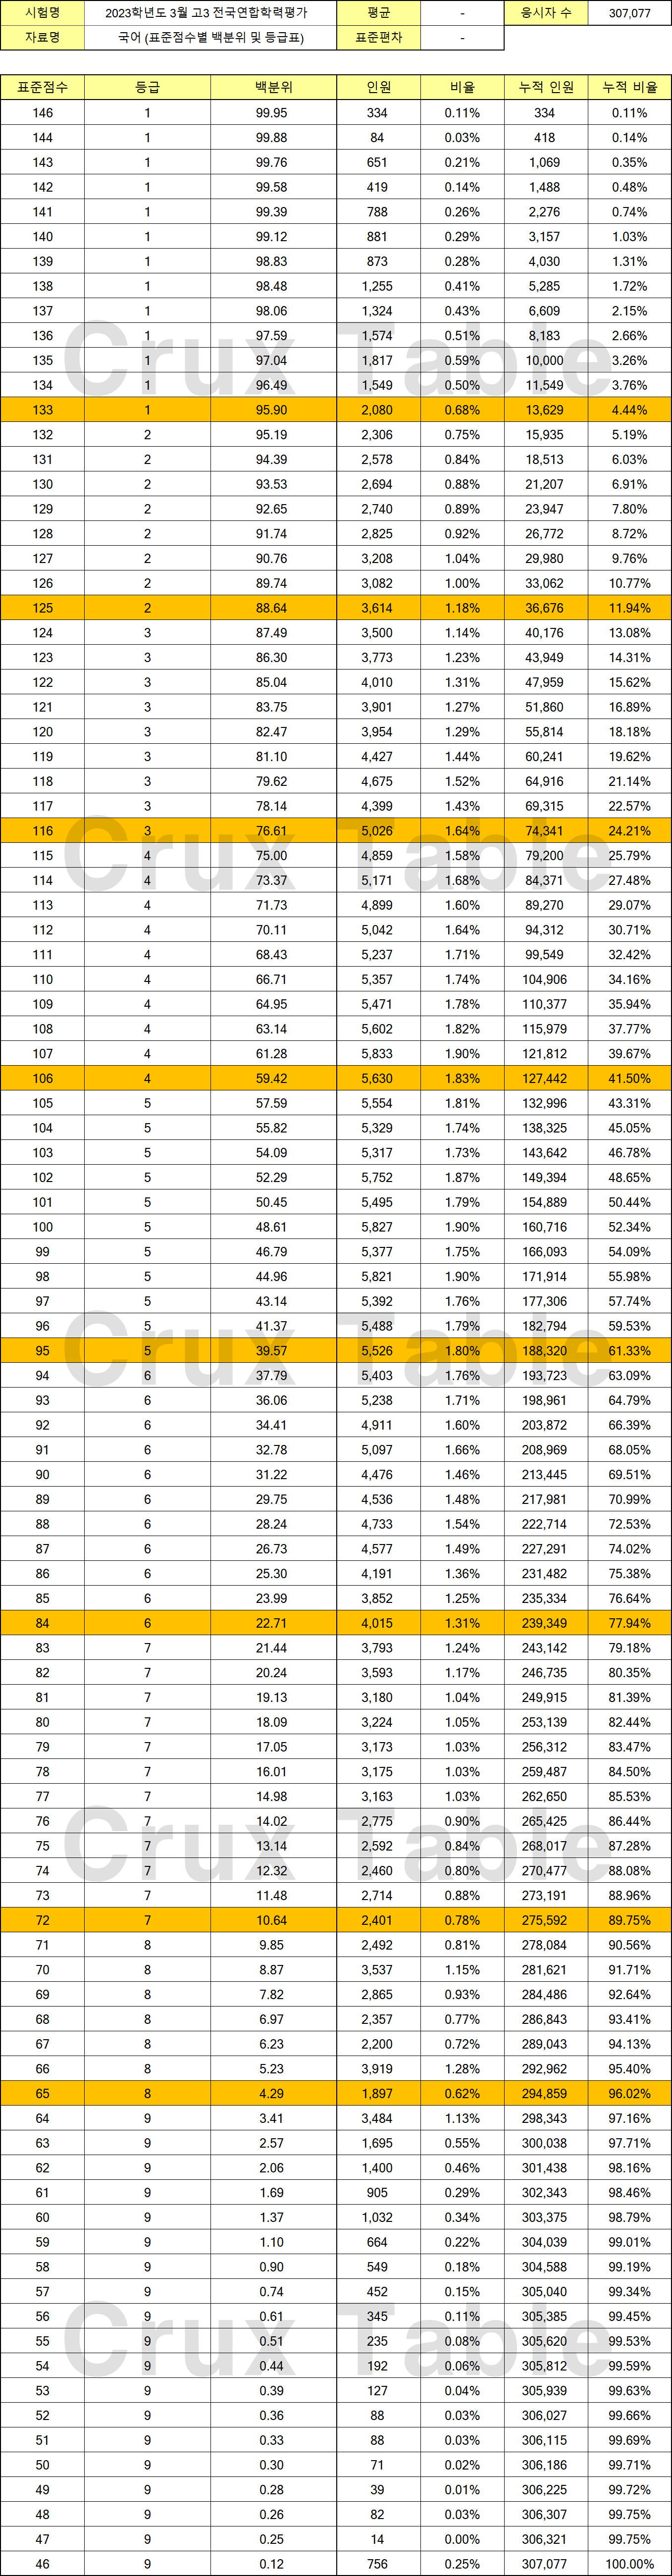 시험명 2023학년도 3월 고3 전국연합학력평가 평균 - 응시자 수 307,077
자료명 국어 (표준점수별 백분위 및 등급표) 표준편차 -
표준점수 등급 백분위 인원 비율 누적 인원 누적 비율
146 1 99.95 334 0.11% 334 0.11%
144 1 99.88 84 0.03% 418 0.14%
143 1 99.76 651 0.21% 1,069 0.35%
142 1 99.58 419 0.14% 1,488 0.48%
141 1 99.39 788 0.26% 2,276 0.74%
140 1 99.12 881 0.29% 3,157 1.03%
139 1 98.83 873 0.28% 4,030 1.31%
138 1 98.48 1,255 0.41% 5,285 1.72%
137 1 98.06 1,324 0.43% 6,609 2.15%
136 1 97.59 1,574 0.51% 8,183 2.66%
Crux Table
135 1 97.04 1,817 0.59% 10,000 3.26%
134 1 96.49 1,549 0.50% 11,549 3.76%
133 1 95.90 2,080 0.68% 13,629 4.44%
132 2 95.19 2,306 0.75% 15,935 5.19%
131 2 94.39 2,578 0.84% 18,513 6.03%
130 2 93.53 2,694 0.88% 21,207 6.91%
129 2 92.65 2,740 0.89% 23,947 7.80%
128 2 91.74 2,825 0.92% 26,772 8.72%
127 2 90.76 3,208 1.04% 29,980 9.76%
126 2 89.74 3,082 1.00% 33,062 10.77%
125 2 88.64 3,614 1.18% 36,676 11.94%
124 3 87.49 3,500 1.14% 40,176 13.08%
123 3 86.30 3,773 1.23% 43,949 14.31%
122 3 85.04 4,010 1.31% 47,959 15.62%
121 3 83.75 3,901 1.27% 51,860 16.89%
120 3 82.47 3,954 1.29% 55,814 18.18%
119 3 81.10 4,427 1.44% 60,241 19.62%
118 3 79.62 4,675 1.52% 64,916 21.14%
117 3 78.14 4,399 1.43% 69,315 22.57%
116 3 76.61 5,026 1.64% 74,341 24.21%
Crux Table
115 4 75.00 4,859 1.58% 79,200 25.79%
114 4 73.37 5,171 1.68% 84,371 27.48%
113 4 71.73 4,899 1.60% 89,270 29.07%
112 4 70.11 5,042 1.64% 94,312 30.71%
111 4 68.43 5,237 1.71% 99,549 32.42%
110 4 66.71 5,357 1.74% 104,906 34.16%
109 4 64.95 5,471 1.78% 110,377 35.94%
108 4 63.14 5,602 1.82% 115,979 37.77%
107 4 61.28 5,833 1.90% 121,812 39.67%
106 4 59.42 5,630 1.83% 127,442 41.50%
105 5 57.59 5,554 1.81% 132,996 43.31%
104 5 55.82 5,329 1.74% 138,325 45.05%
103 5 54.09 5,317 1.73% 143,642 46.78%
102 5 52.29 5,752 1.87% 149,394 48.65%
101 5 50.45 5,495 1.79% 154,889 50.44%
100 5 48.61 5,827 1.90% 160,716 52.34%
99 5 46.79 5,377 1.75% 166,093 54.09%
98 5 44.96 5,821 1.90% 171,914 55.98%
97 5 43.14 5,392 1.76% 177,306 57.74%
96 5 41.37 5,488 1.79% 182,794 59.53%
95 5 39.57 5,526 1.80% 188,320 61.33%
Crux Table
94 6 37.79 5,403 1.76% 193,723 63.09%
93 6 36.06 5,238 1.71% 198,961 64.79%
92 6 34.41 4,911 1.60% 203,872 66.39%
91 6 32.78 5,097 1.66% 208,969 68.05%
90 6 31.22 4,476 1.46% 213,445 69.51%
89 6 29.75 4,536 1.48% 217,981 70.99%
88 6 28.24 4,733 1.54% 222,714 72.53%
87 6 26.73 4,577 1.49% 227,291 74.02%
86 6 25.30 4,191 1.36% 231,482 75.38%
85 6 23.99 3,852 1.25% 235,334 76.64%
84 6 22.71 4,015 1.31% 239,349 77.94%
83 7 21.44 3,793 1.24% 243,142 79.18%
82 7 20.24 3,593 1.17% 246,735 80.35%
81 7 19.13 3,180 1.04% 249,915 81.39%
80 7 18.09 3,224 1.05% 253,139 82.44%
79 7 17.05 3,173 1.03% 256,312 83.47%
78 7 16.01 3,175 1.03% 259,487 84.50%
77 7 14.98 3,163 1.03% 262,650 85.53%
76 7 14.02 2,775 0.90% 265,425 86.44%
Crux Table
75 7 13.14 2,592 0.84% 268,017 87.28%
74 7 12.32 2,460 0.80% 270,477 88.08%
73 7 11.48 2,714 0.88% 273,191 88.96%
72 7 10.64 2,401 0.78% 275,592 89.75%
71 8 9.85 2,492 0.81% 278,084 90.56%
70 8 8.87 3,537 1.15% 281,621 91.71%
69 8 7.82 2,865 0.93% 284,486 92.64%
68 8 6.97 2,357 0.77% 286,843 93.41%
67 8 6.23 2,200 0.72% 289,043 94.13%
66 8 5.23 3,919 1.28% 292,962 95.40%
65 8 4.29 1,897 0.62% 294,859 96.02%
64 9 3.41 3,484 1.13% 298,343 97.16%
63 9 2.57 1,695 0.55% 300,038 97.71%
62 9 2.06 1,400 0.46% 301,438 98.16%
61 9 1.69 905 0.29% 302,343 98.46%
60 9 1.37 1,032 0.34% 303,375 98.79%
59 9 1.10 664 0.22% 304,039 99.01%
58 9 0.90 549 0.18% 304,588 99.19%
57 9 0.74 452 0.15% 305,040 99.34%
56 9 0.61 345 0.11% 305,385 99.45%
Crux Table
55 9 0.51 235 0.08% 305,620 99.53%
54 9 0.44 192 0.06% 305,812 99.59%
53 9 0.39 127 0.04% 305,939 99.63%
52 9 0.36 88 0.03% 306,027 99.66%
51 9 0.33 88 0.03% 306,115 99.69%
50 9 0.30 71 0.02% 306,186 99.71%
49 9 0.28 39 0.01% 306,225 99.72%
48 9 0.26 82 0.03% 306,307 99.75%
47 9 0.25 14 0.00% 306,321 99.75%
46 9 0.12 756 0.25% 307,077 100.00%